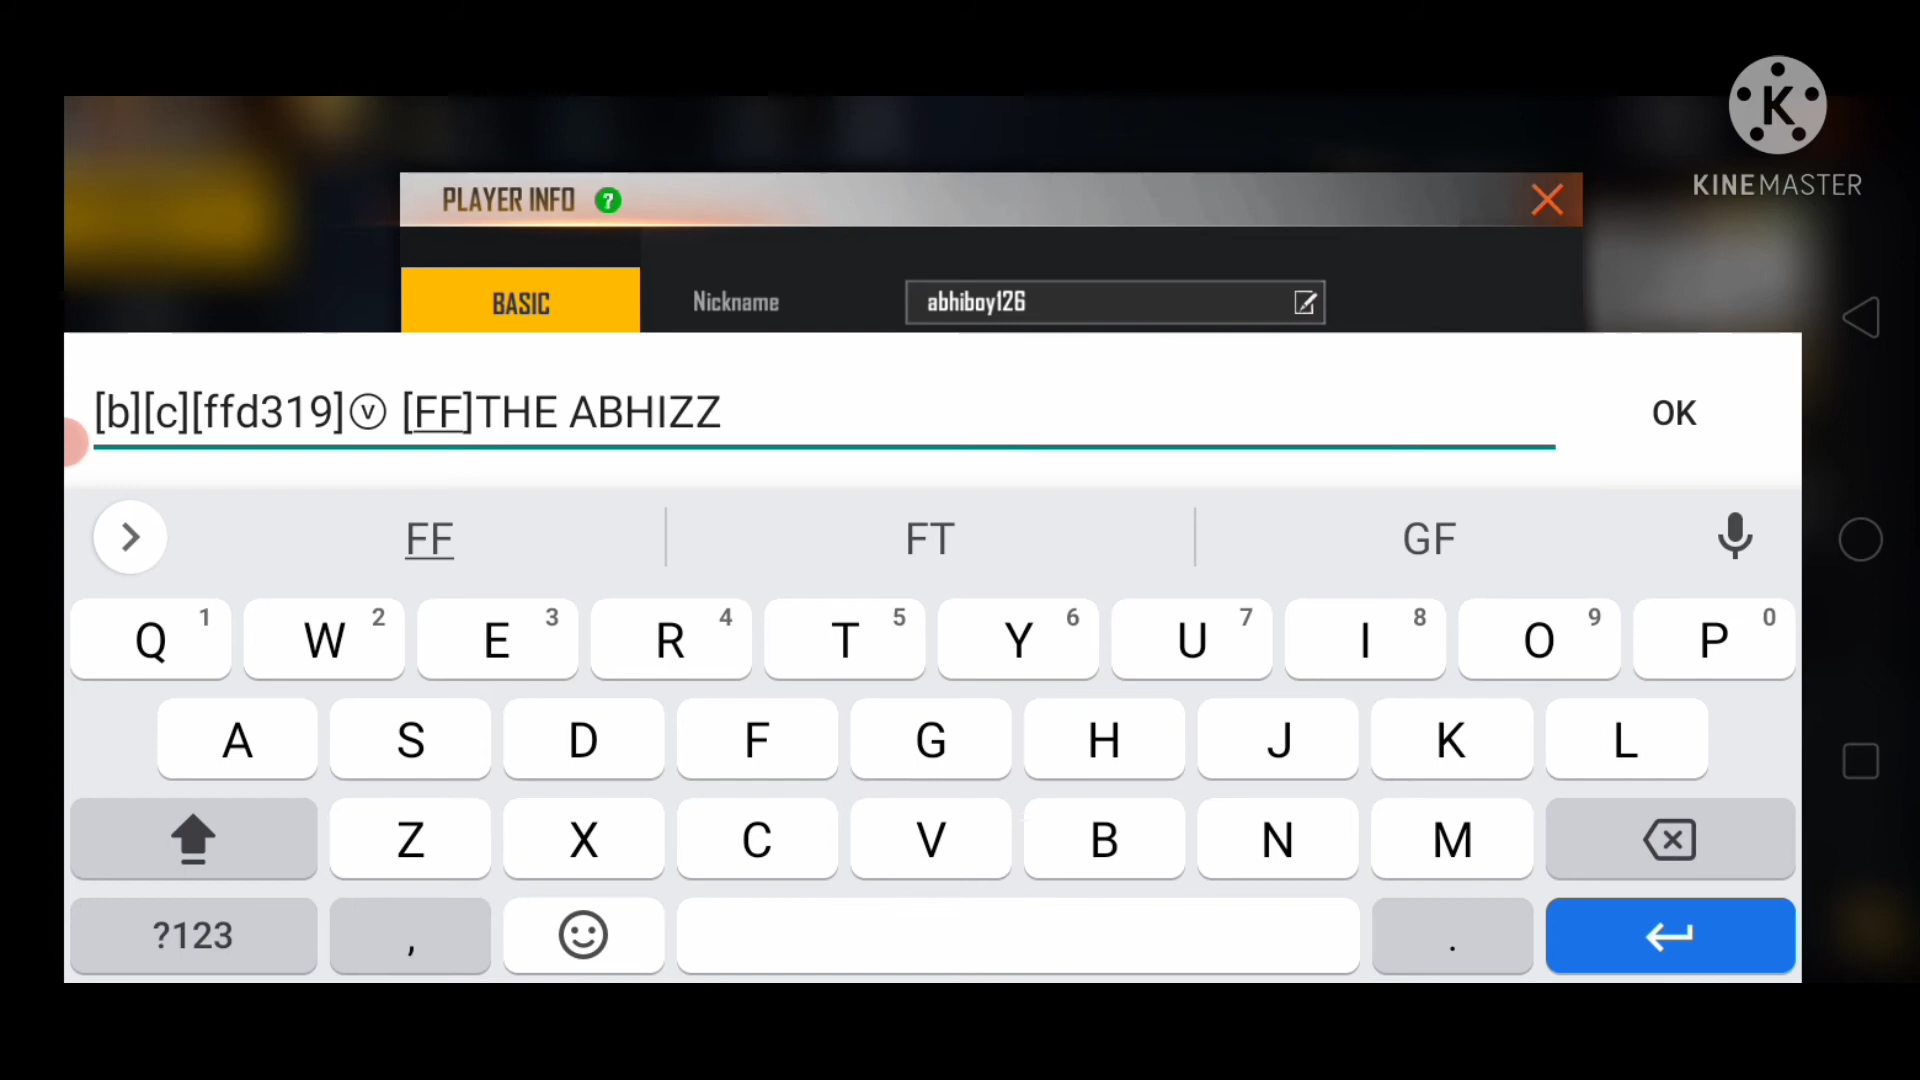 KINEMASTER
PLAYER INFO ?
BASIC Nickname abhiboy126
[b][c][ffd319]ⓥ [FF]THE ABHIZZ OK
FF FT GF
Q 1 W 2 E 3 R 4 T 5 Y 6 U 7 I 8 O 9 P 0
A S D F G H J K L
Z X C V B N M
?123 , .